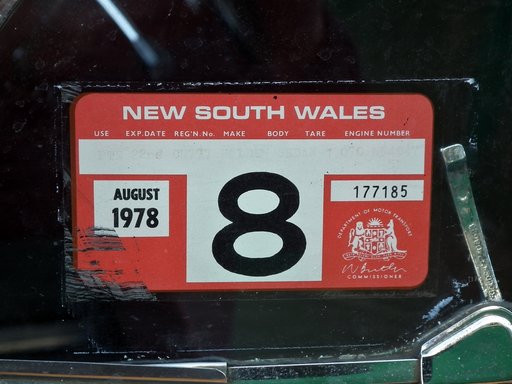 NEW SOUTH WALES
USE EXP.DATE REG'N.No. MAKE BODY TARE ENGINE NUMBER
AUGUST
1978
8
177185
DEPARTMENT OF MOTOR TRANSPORT
COMMISSIONER